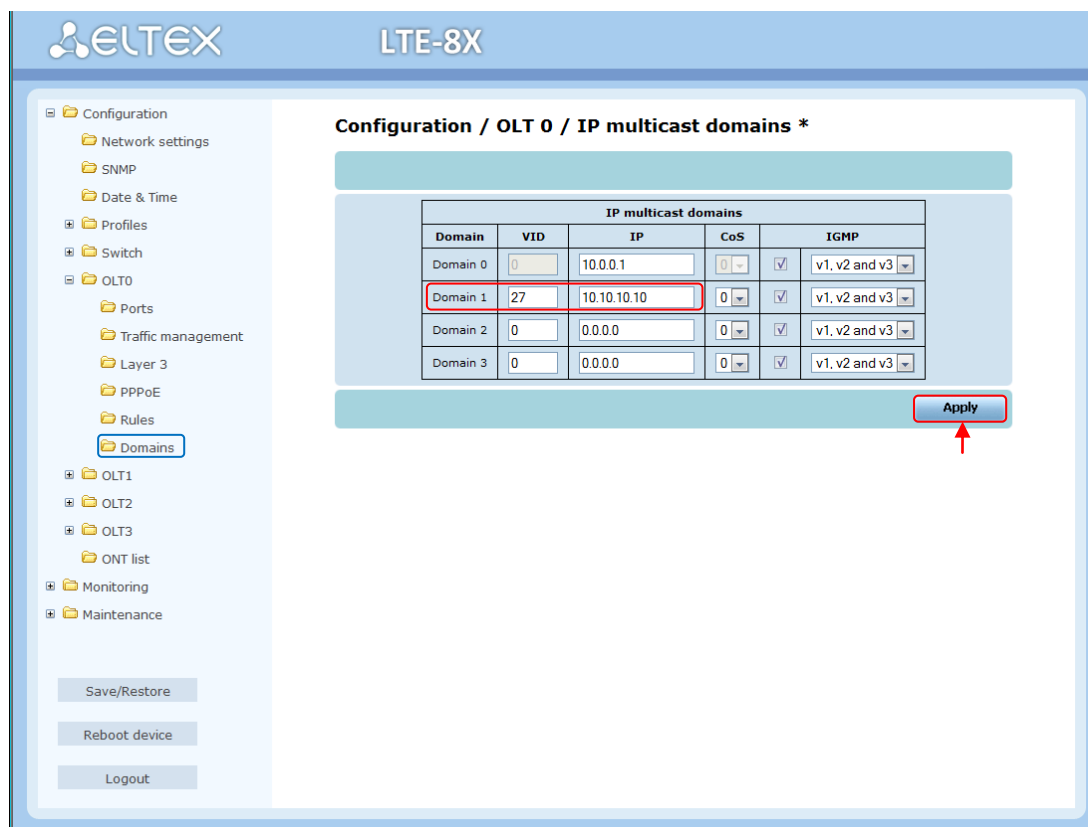 ELTEX
LTE-8X
Configuration
Network settings
SNMP
Date & Time
Profiles
Switch
OLT0
Ports
Traffic management
Layer 3
PPPoE
Rules
Domains
OLT1
OLT2
OLT3
ONT list
Monitoring
Maintenance
Save/Restore
Reboot device
Logout
Configuration / OLT 0 / IP multicast domains *
IP multicast domains
Domain VID IP CoS IGMP
Domain 0 0 10.0.0.1 0 v1, v2 and v3
Domain 1 27 10.10.10.10 0 v1, v2 and v3
Domain 2 0 0.0.0.0 0 v1, v2 and v3
Domain 3 0 0.0.0.0 0 v1, v2 and v3
Apply